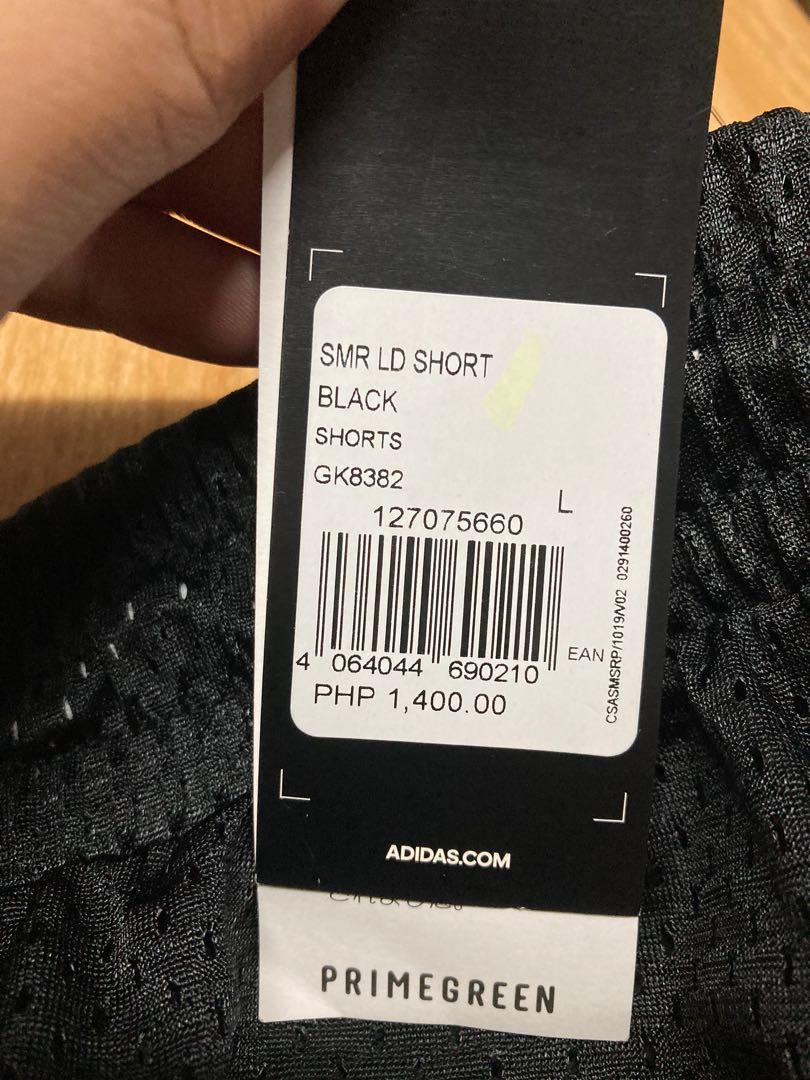 SMR LD SHORT
BLACK
SHORTS
GK8382
L
127075660
4 064044 690210
EAN
PHP 1,400.00
CSASMSRP/1019/V02 0291400260
ADIDAS.COM
PRIMEGREEN